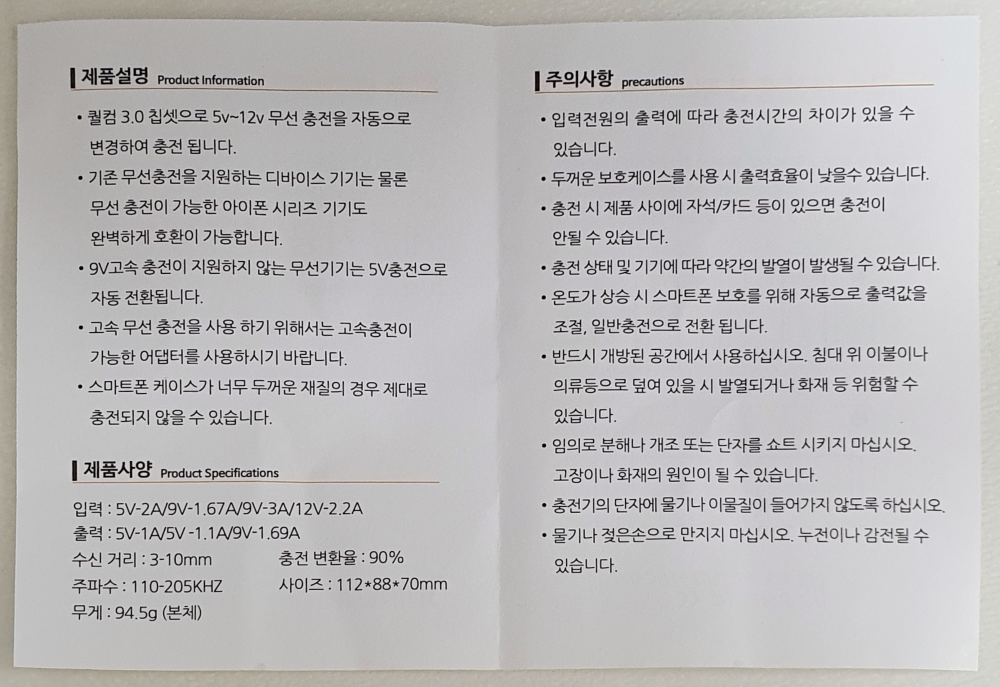 제품설명 Product Information
• 퀄컴 3.0 칩셋으로 5v~12v 무선 충전을 자동으로
변경하여 충전 됩니다.
• 기존 무선충전을 지원하는 디바이스 기기는 물론
무선 충전이 가능한 아이폰 시리즈 기기도
완벽하게 호환이 가능합니다.
• 9V고속 충전이 지원하지 않는 무선기기는 5V충전으로
자동 전환됩니다.
• 고속 무선 충전을 사용 하기 위해서는 고속충전이
가능한 어댑터를 사용하시기 바랍니다.
• 스마트폰 케이스가 너무 두꺼운 재질의 경우 제대로
충전되지 않을 수 있습니다.
제품사양 Product Specifications
입력 : 5V-2A/9V-1.67A/9V-3A/12V-2.2A
출력 : 5V-1A/5V -1.1A/9V-1.69A
수신 거리 : 3-10mm 충전 변환율 : 90%
주파수 : 110-205KHZ 사이즈 : 112*88*70mm
무게 : 94.5g (본체)
주의사항 precautions
• 입력전원의 출력에 따라 충전시간의 차이가 있을 수
있습니다.
• 두꺼운 보호케이스를 사용 시 출력효율이 낮을수 있습니다.
• 충전 시 제품 사이에 자석/카드 등이 있으면 충전이
안될 수 있습니다.
• 충전 상태 및 기기에 따라 약간의 발열이 발생될 수 있습니다.
• 온도가 상승 시 스마트폰 보호를 위해 자동으로 출력값을
조절, 일반충전으로 전환 됩니다.
• 반드시 개방된 공간에서 사용하십시오. 침대 위 이불이나
의류등으로 덮여 있을 시 발열되거나 화재 등 위험할 수
있습니다.
• 임의로 분해나 개조 또는 단자를 쇼트 시키지 마십시오.
고장이나 화재의 원인이 될 수 있습니다.
• 충전기의 단자에 물기나 이물질이 들어가지 않도록 하십시오.
• 물기나 젖은손으로 만지지 마십시오. 누전이나 감전될 수
있습니다.